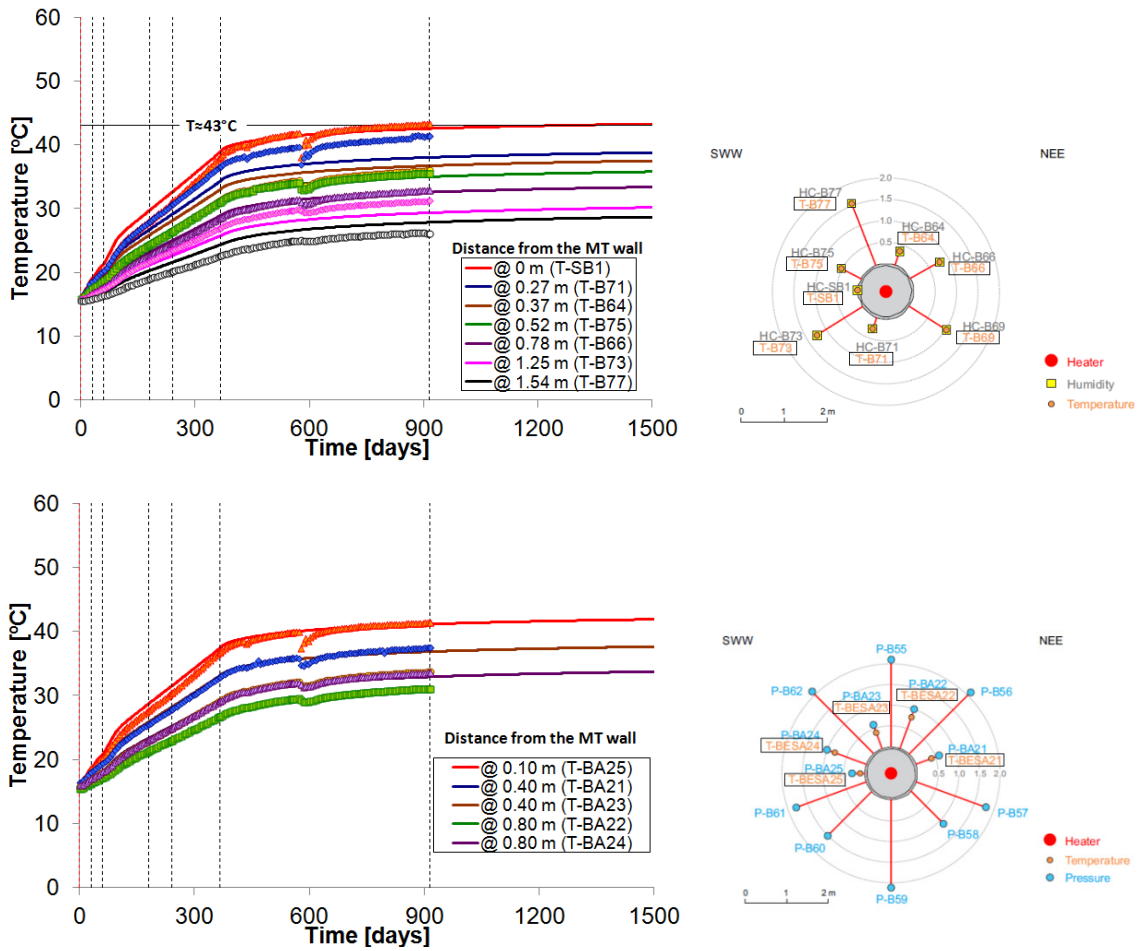 60
50
40
30
20
10
0
Temperature [ºC]
T≈43°C
Distance from the MT wall
@ 0 m (T-SB1)
@ 0.27 m (T-B71)
@ 0.37 m (T-B64)
@ 0.52 m (T-B75)
@ 0.78 m (T-B66)
@ 1.25 m (T-B73)
@ 1.54 m (T-B77)
0 300 600 900 1200 1500
Time [days]
SWW
NEE
2.0
1.5
1.0
0.5
HC-B77
T-B77
HC-B64
T-B64
HC-B75
T-B75
HC-B66
T-B66
HC-SB1
T-SB1
HC-B73
T-B73
HC-B71
T-B71
HC-B69
T-B69
Heater
Humidity
Temperature
0 1 2 m
60
50
40
30
20
10
0
Temperature [ºC]
Distance from the MT wall
@ 0.10 m (T-BA25)
@ 0.40 m (T-BA21)
@ 0.40 m (T-BA23)
@ 0.80 m (T-BA22)
@ 0.80 m (T-BA24)
0 300 600 900 1200 1500
Time [days]
SWW
NEE
P-B55
P-B62
P-B56
P-BA23
T-BESA23
P-BA22
T-BESA22
P-BA24
T-BESA24
P-BA21
T-BESA21
P-BA25
T-BESA25
0.5 1.0 1.5 2.0
P-B61
P-B57
P-B60
P-B58
P-B59
Heater
Temperature
Pressure
0 1 2 m